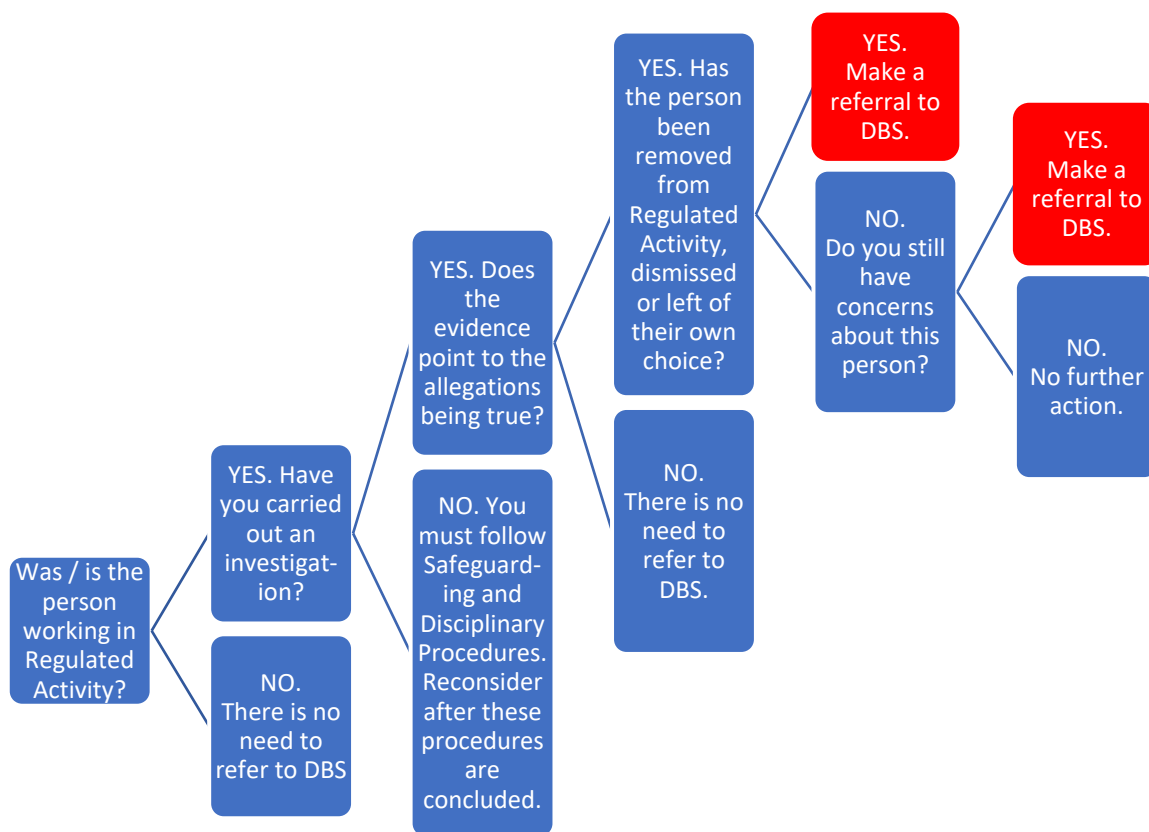 Was / is the
person
working in
Regulated
Activity?
YES. Have
you carried
out an
investigat-
ion?
NO.
There is no
need to
refer to DBS
YES. Does
the
evidence
point to the
allegations
being true?
NO. You
must follow
Safeguard-
ing and
Disciplinary
Procedures.
Reconsider
after these
procedures
are
concluded.
YES. Has
the person
been
removed
from
Regulated
Activity,
dismissed
or left of
their own
choice?
NO.
There is no
need to
refer to
DBS.
YES.
Make a
referral to
DBS.
NO.
Do you still
have
concerns
about this
person?
YES.
Make a
referral to
DBS.
NO.
No further
action.